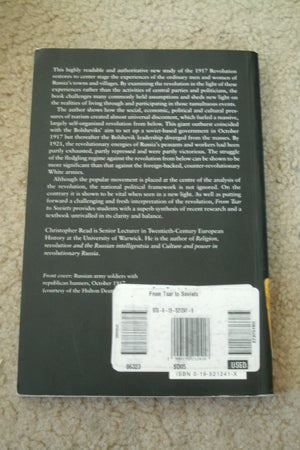 This highly readable and authoritative new study of the 1917 Revolution
restores to center stage the experiences of the ordinary men and women of
Russia's towns and villages. By examining the revolution in the light of these
experiences rather than the activities of central parties and politicians, the
book challenges many commonly held assumptions and sheds new light on
the realities of living through and participating in those tumultuous events.
The author shows how the social, economic, political and cultural pres-
sures of tsarism created almost universal discontent, which fueled a massive,
largely self-organised revolution from below. This giant outburst coincided
with the Bolsheviks' aim to set up a soviet-based government in October
1917 but thereafter the Bolshevik leadership diverged from the masses. By
1921, the revolutionary energies of Russia's peasants and workers had been
partly exhausted, partly repressed and were partly victorious. The struggle
of the fledgling regime against the revolution from below can be shown to be
more significant than that against the foreign-backed, counter-revolutionary
White armies.
Although the popular movement is placed at the centre of analysis of
the revolution, the national political framework is not ignored. On the
contrary it is shown to be vital when seen in a new light. As well as putting
forward a challenging and fresh interpretation of the revolution, From Tsar
to Soviets provides students with a superb synthesis of recent research and a
textbook unrivalled in its clarity and balance.
Christopher Read is Senior Lecturer in Twentieth-Century European
History at the University of Warwick. He is the author of Religion,
revolution and the Russian intelligentsia and Culture and power in
revolutionary Russia.
Front cover: Russian army soldiers with
republican banners, October 1917
(courtesy of the Hulton Deu
From Tsar to Soviets
USED
ISBN 0-19-521241-X